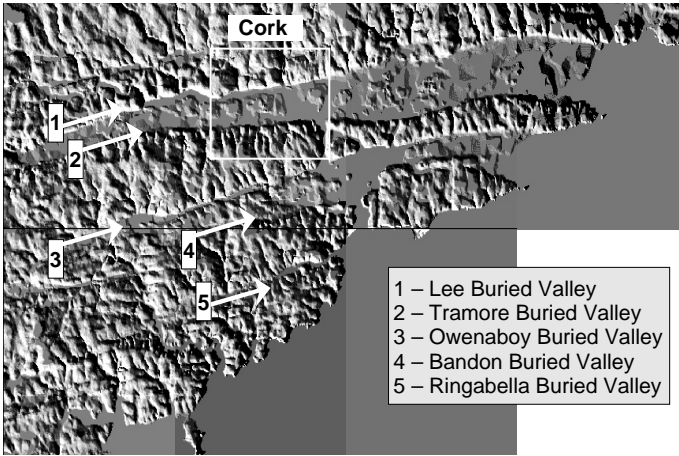 Cork
1
2
3
4
5
1 – Lee Buried Valley
2 – Tramore Buried Valley
3 – Owenaboy Buried Valley
4 – Bandon Buried Valley
5 – Ringabella Buried Valley